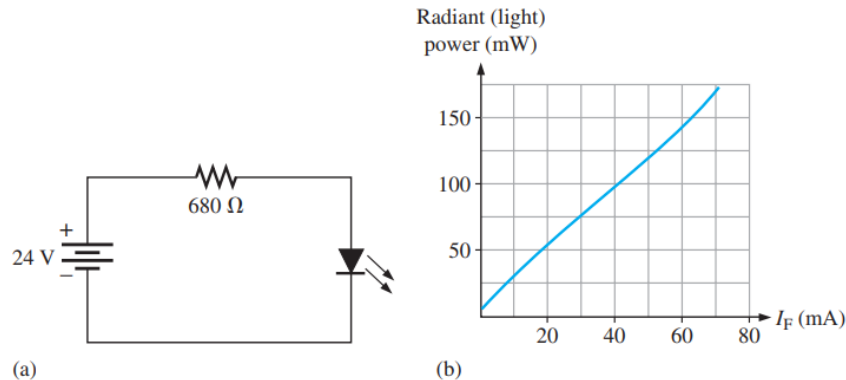 24 V
+
−
680 Ω
(a)
Radiant (light)
power (mW)
150
100
50
20
40
60
80
I_F (mA)
(b)